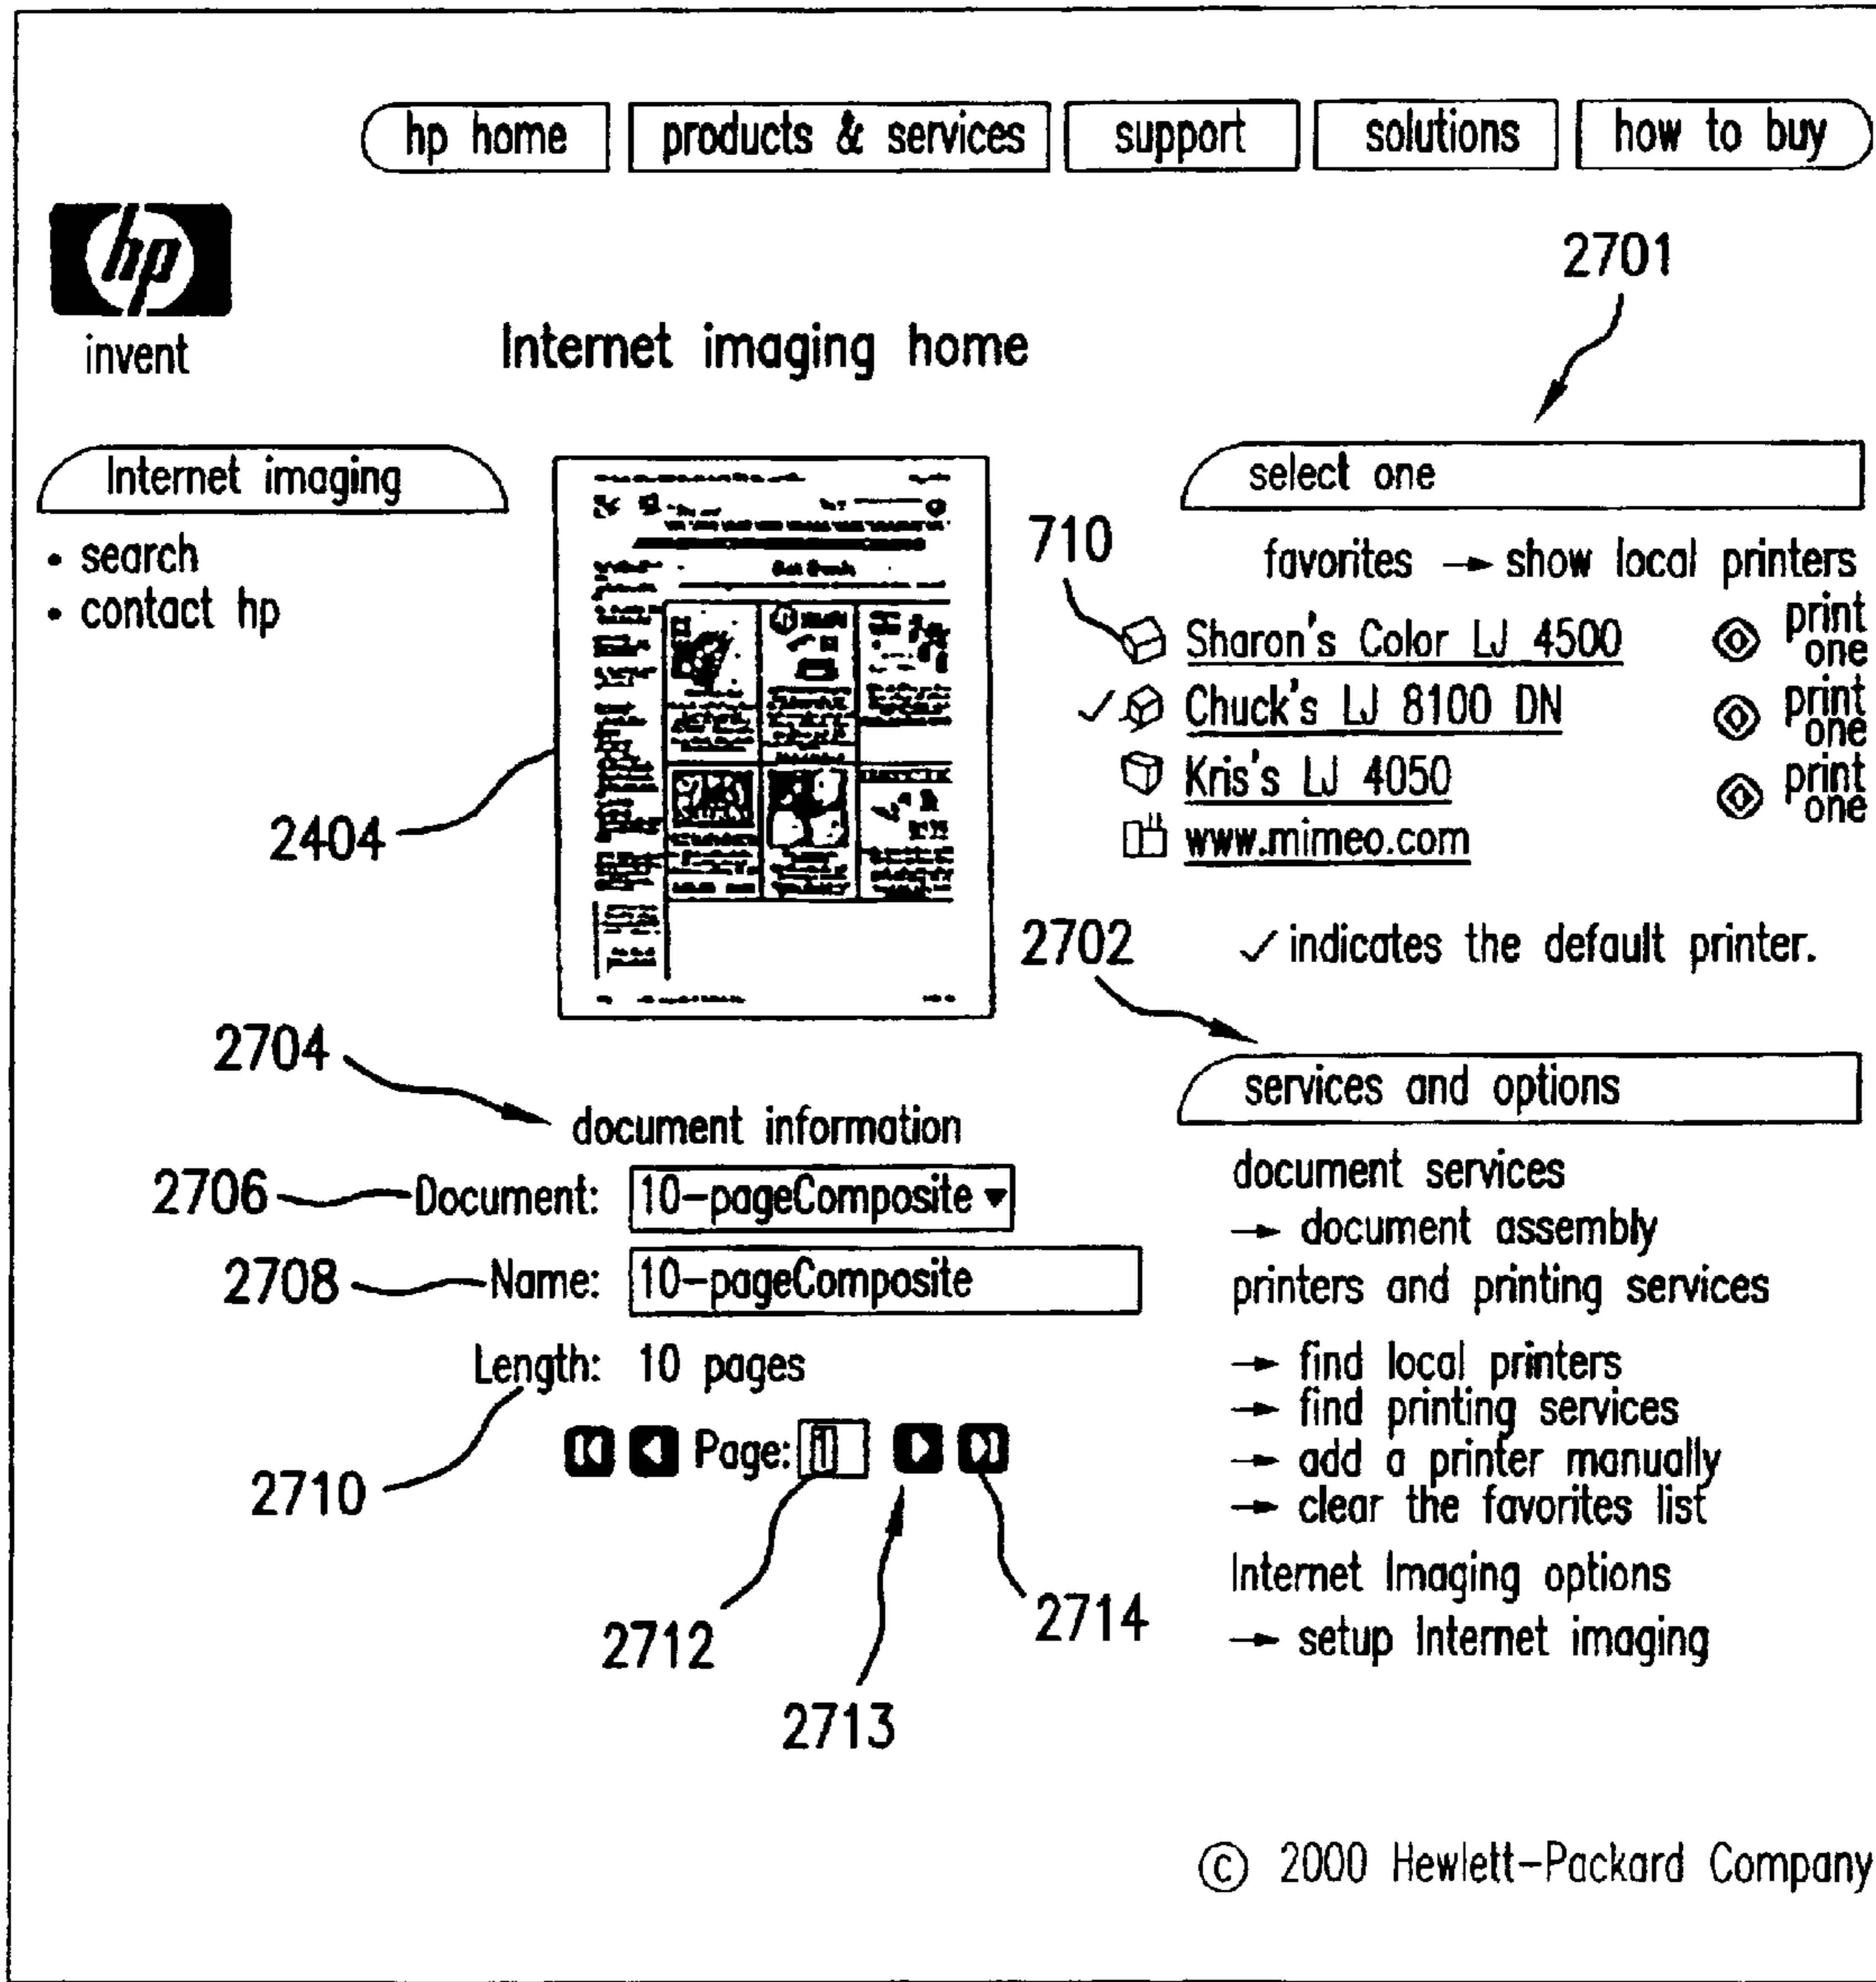 hp home products & services support solutions how to buy
hp
invent
Internet imaging home
2701
Internet imaging
• search
• contact hp
2404
select one
710
favorites → show local printers
Sharon's Color LJ 4500 print one
✓ Chuck's LJ 8100 DN print one
Kris's LJ 4050 print one
www.mimeo.com
✓ indicates the default printer.
2702
2704
document information
2706 Document: 10-pageComposite
2708 Name: 10-pageComposite
Length: 10 pages
2710
Page: 1
2712
2713
2714
services and options
document services
→ document assembly
printers and printing services
→ find local printers
→ find printing services
→ add a printer manually
→ clear the favorites list
Internet Imaging options
→ setup Internet imaging
© 2000 Hewlett-Packard Company